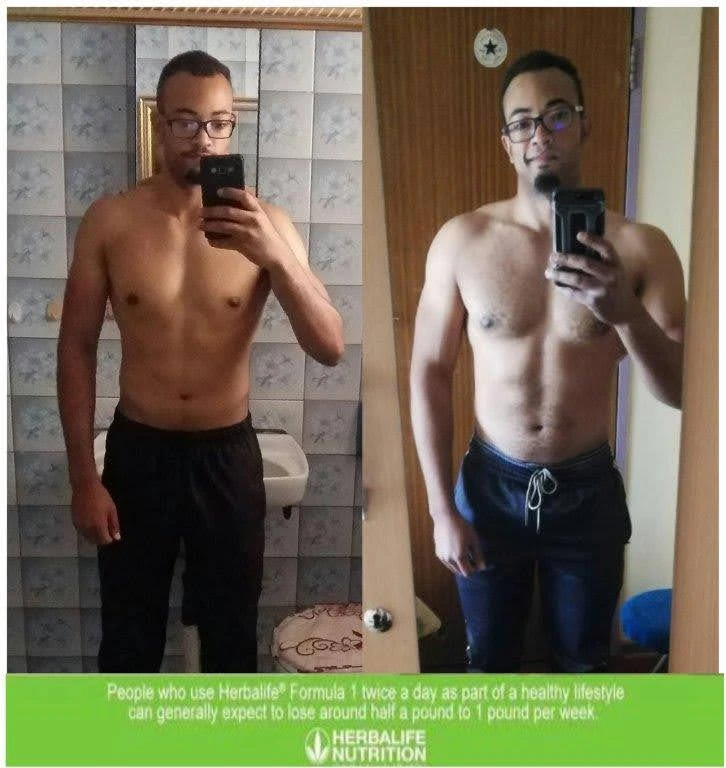 People who use Herbalife® Formula 1 twice a day as part of a healthy lifestyle
can generally expect to lose around half a pound to 1 pound per week.
HERBALIFE
NUTRITION